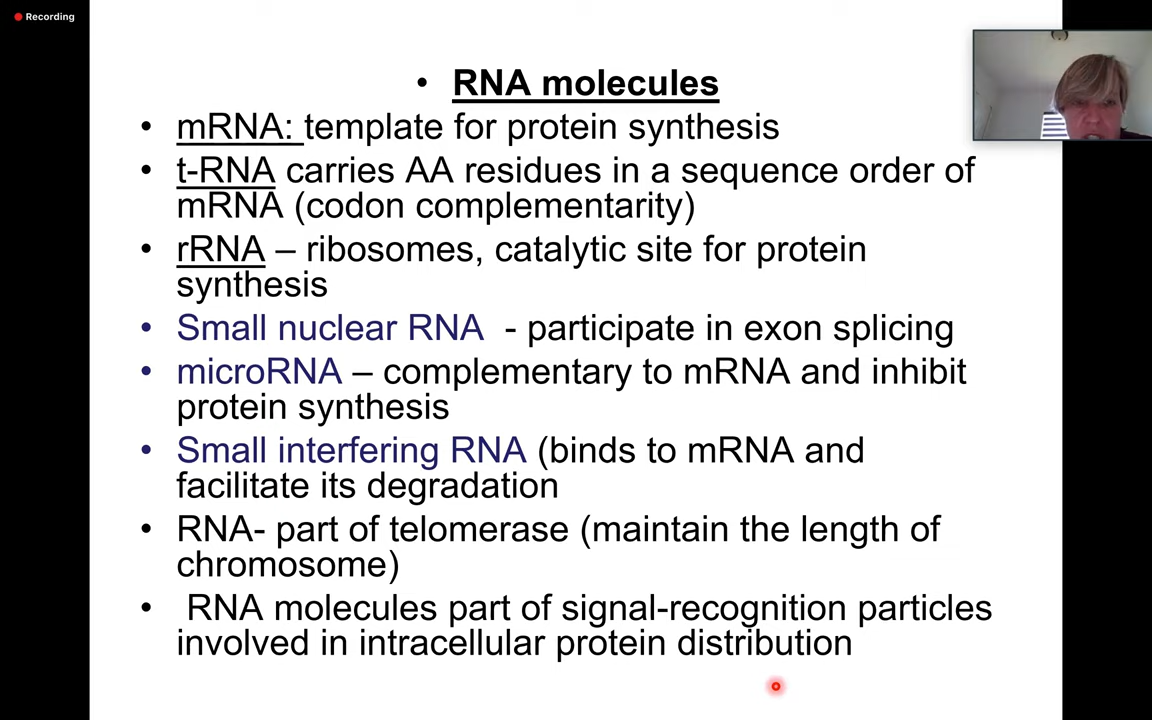 Recording
• RNA molecules
• mRNA: template for protein synthesis
• t-RNA carries AA residues in a sequence order of
mRNA (codon complementarity)
• rRNA – ribosomes, catalytic site for protein
synthesis
• Small nuclear RNA - participate in exon splicing
• microRNA – complementary to mRNA and inhibit
protein synthesis
• Small interfering RNA (binds to mRNA and
facilitate its degradation
• RNA- part of telomerase (maintain the length of
chromosome)
• RNA molecules part of signal-recognition particles
involved in intracellular protein distribution